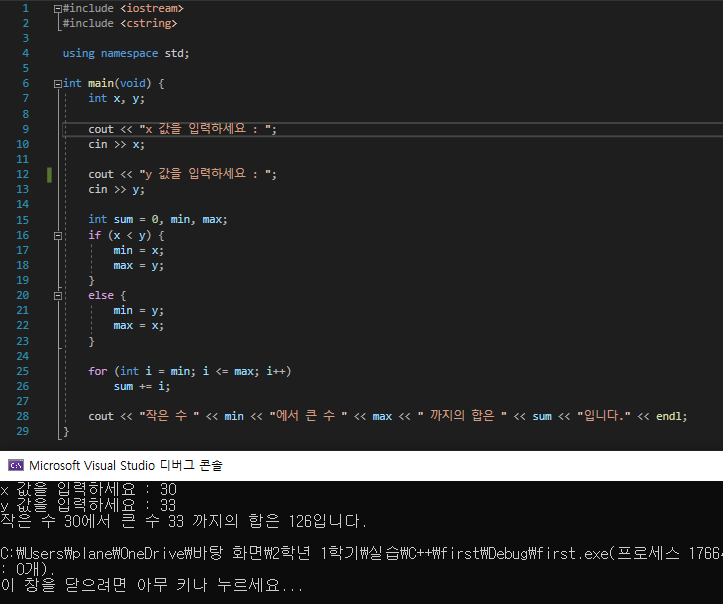 1 #include <iostream>
2 #include <cstring>
3
4 using namespace std;
5
6 int main(void) {
7 int x, y;
8
9 cout << "x 값을 입력하세요 : ";
10 cin >> x;
11
12 cout << "y 값을 입력하세요 : ";
13 cin >> y;
14
15 int sum = 0, min, max;
16 if (x < y) {
17 min = x;
18 max = y;
19 }
20 else {
21 min = y;
22 max = x;
23 }
24
25 for (int i = min; i <= max; i++)
26 sum += i;
27
28 cout << "작은 수 " << min << "에서 큰 수 " << max << " 까지의 합은 " << sum << "입니다." << endl;
29 }
Microsoft Visual Studio 디버그 콘솔
x 값을 입력하세요 : 30
y 값을 입력하세요 : 33
작은 수 30에서 큰 수 33 까지의 합은 126입니다.
C:₩Users₩plane₩OneDrive₩바탕 화면₩2학년 1학기₩실습₩C++₩first₩Debug₩first.exe(프로세스 17664
: 0개).
이 창을 닫으려면 아무 키나 누르세요...